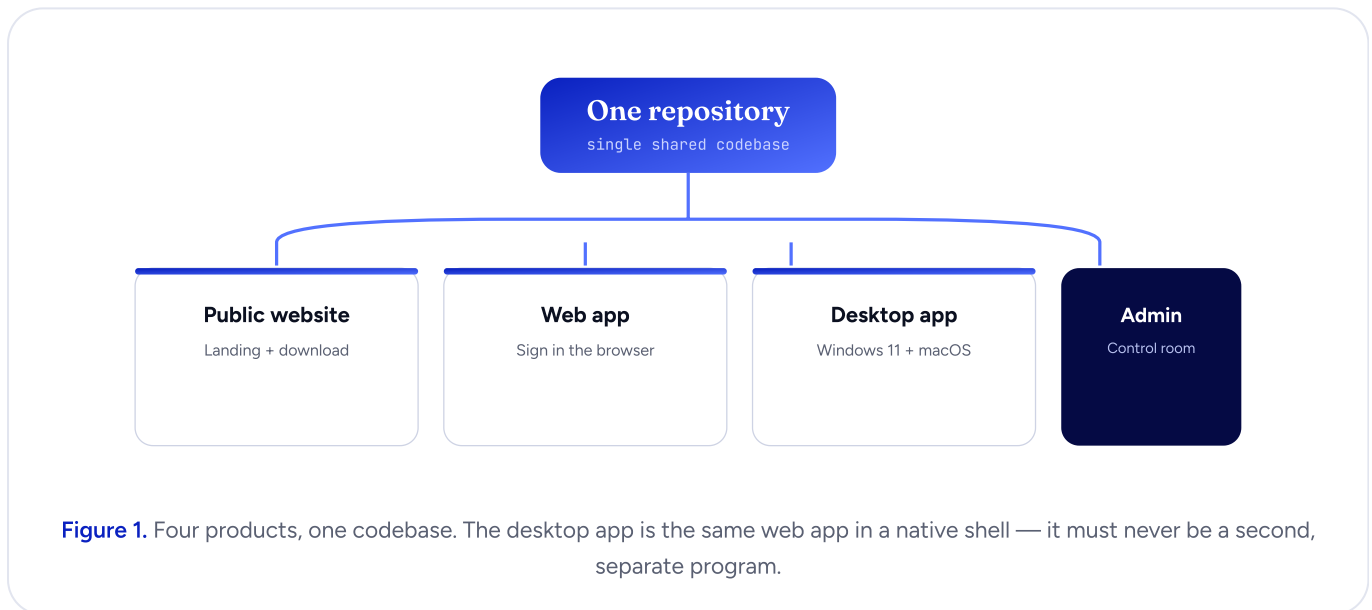 One repository
single shared codebase
Public website
Landing + download
Web app
Sign in the browser
Desktop app
Windows 11 + macOS
Admin
Control room
Figure 1. Four products, one codebase. The desktop app is the same web app in a native shell — it must never be a second,
separate program.